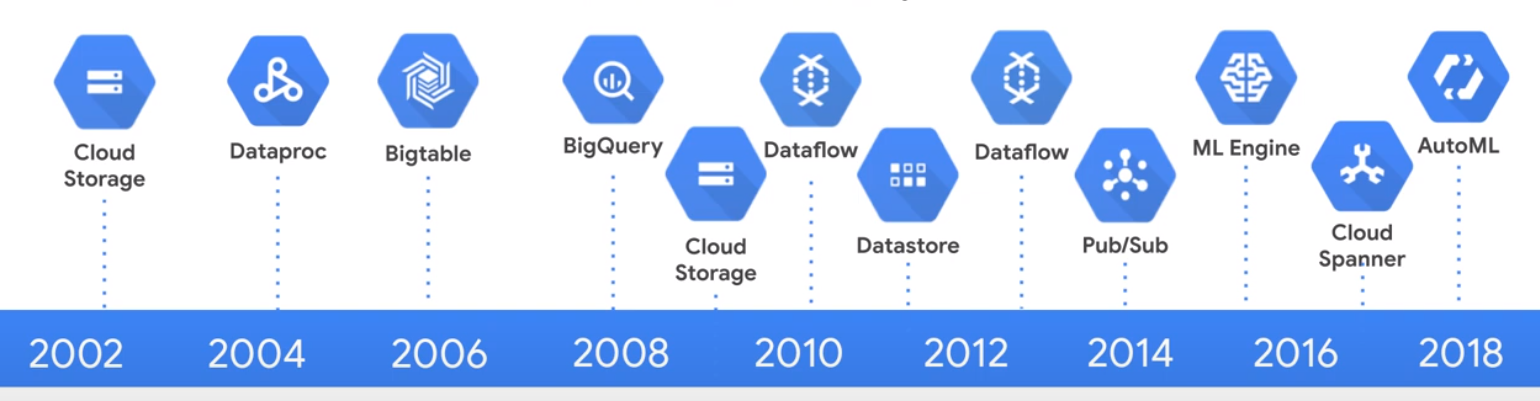 Cloud
Storage
Dataproc
Bigtable
BigQuery
Cloud
Storage
Dataflow
Datastore
Dataflow
Pub/Sub
ML Engine
Cloud
Spanner
AutoML
2002
2004
2006
2008
2010
2012
2014
2016
2018